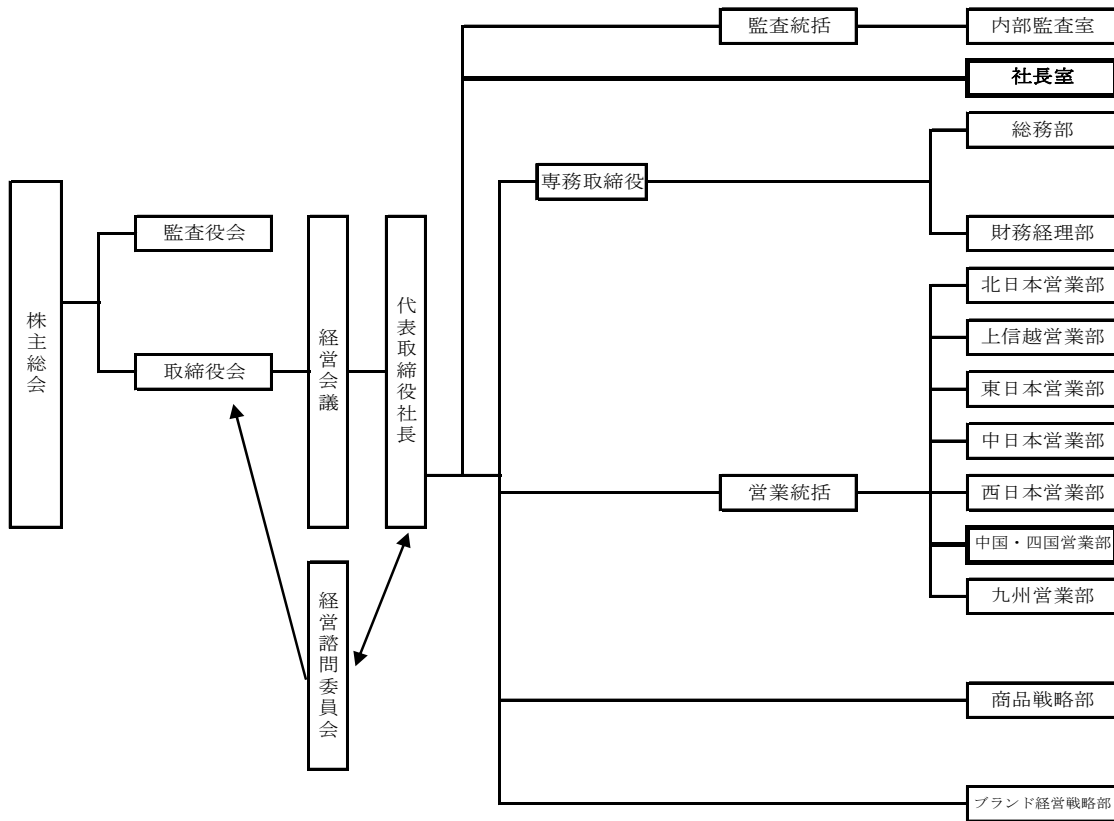 株主総会
監査役会
取締役会
経営会議
経営諮問委員会
代表取締役社長
監査統括
内部監査室
社長室
専務取締役
総務部
財務経理部
営業統括
北日本営業部
上信越営業部
東日本営業部
中日本営業部
西日本営業部
中国・四国営業部
九州営業部
商品戦略部
ブランド経営戦略部